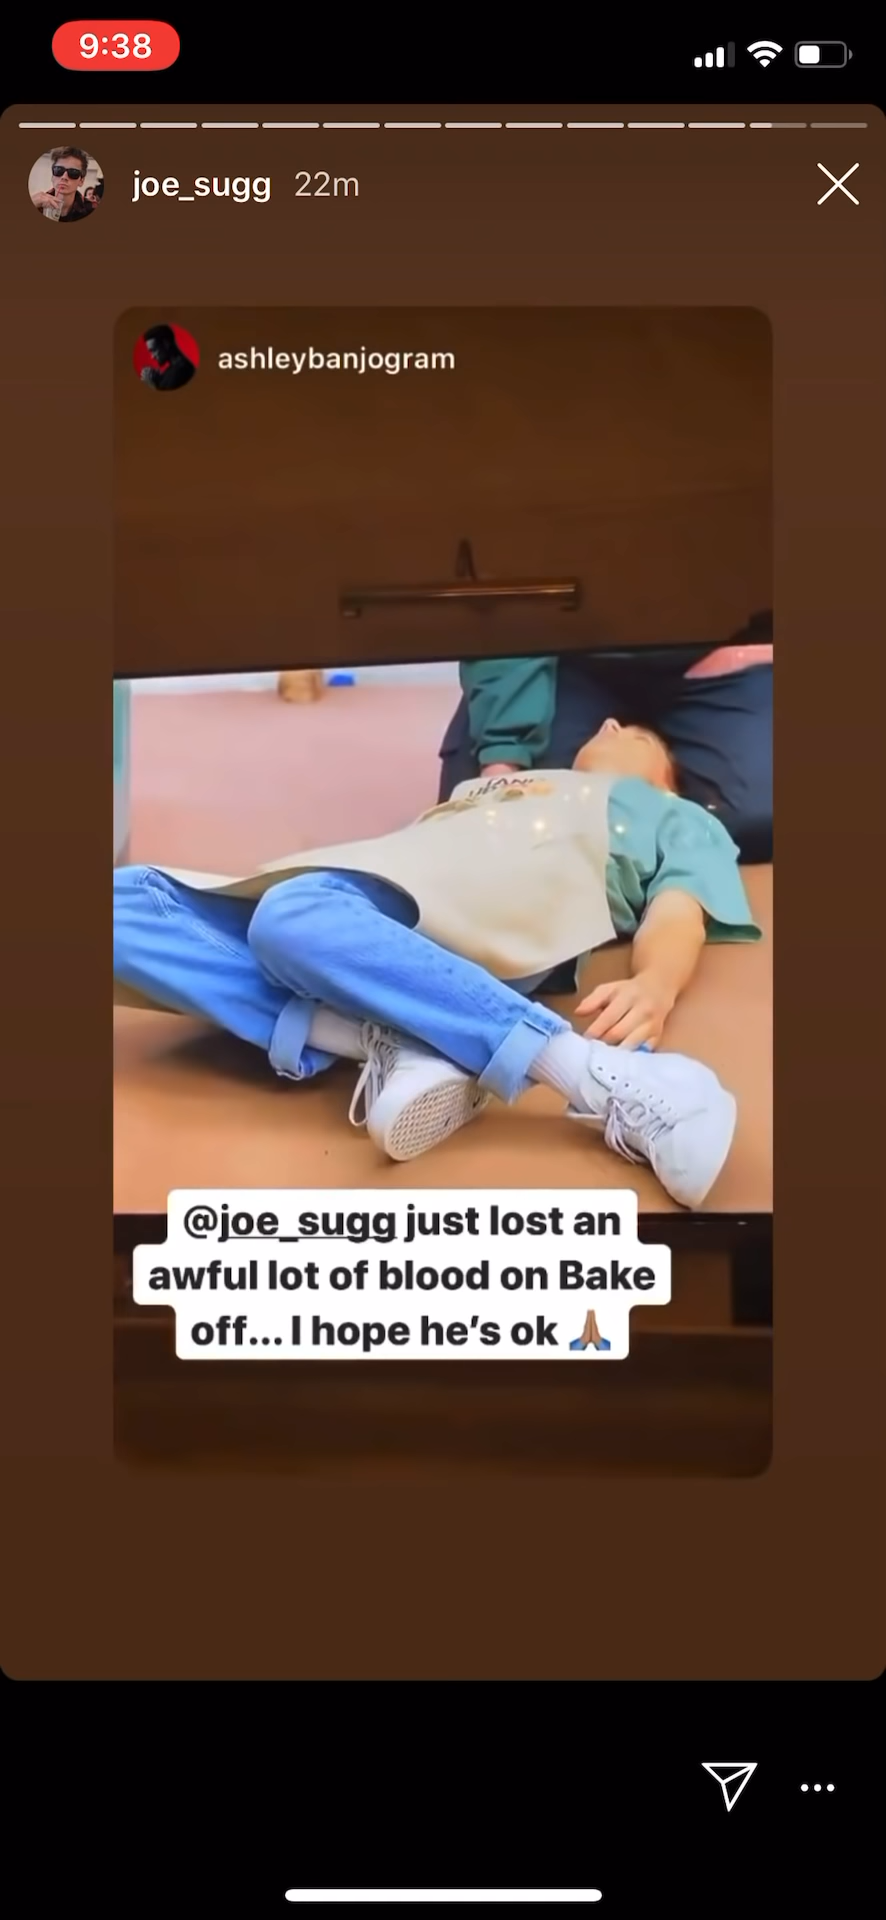 9:38
joe_sugg 22m
ashleybanjogram
@joe_sugg just lost an
awful lot of blood on Bake
off... I hope he's ok 🙏🏽